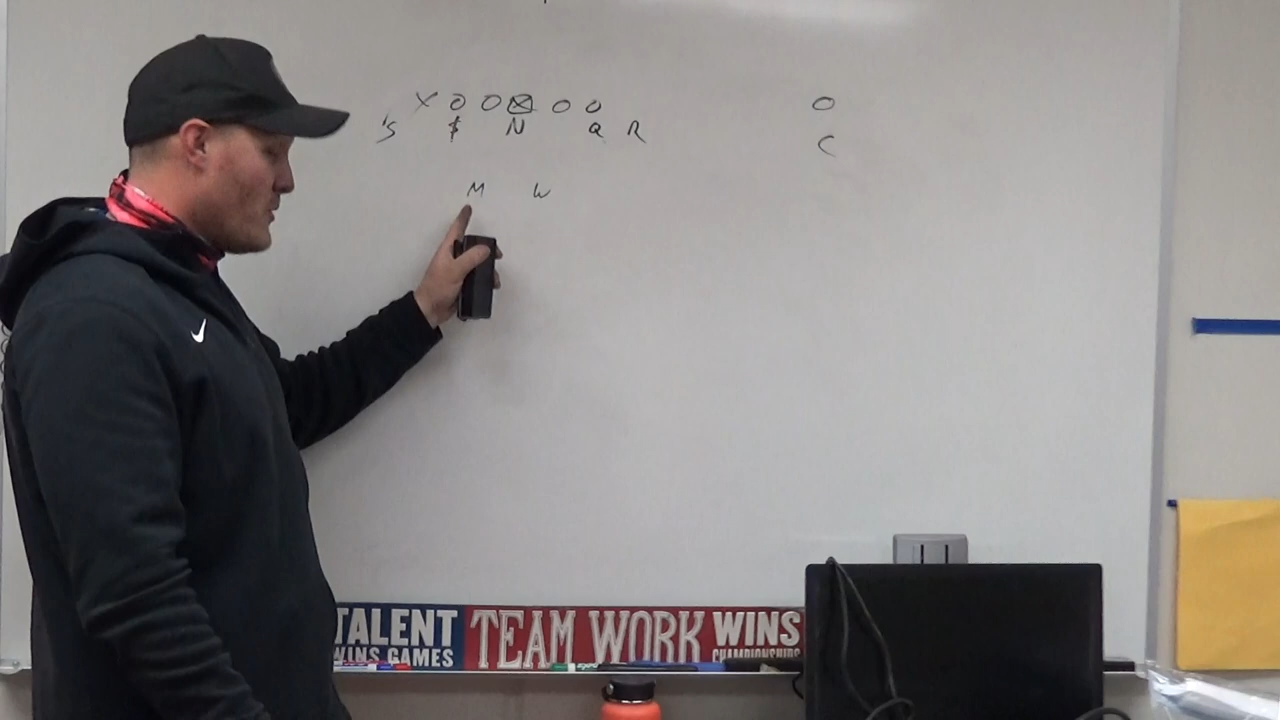 X O O ⊠ O O O
S $ N Q R C
M W
TALENT TEAM WORK WINS
WINS GAMES CHAMPIONSHIPS